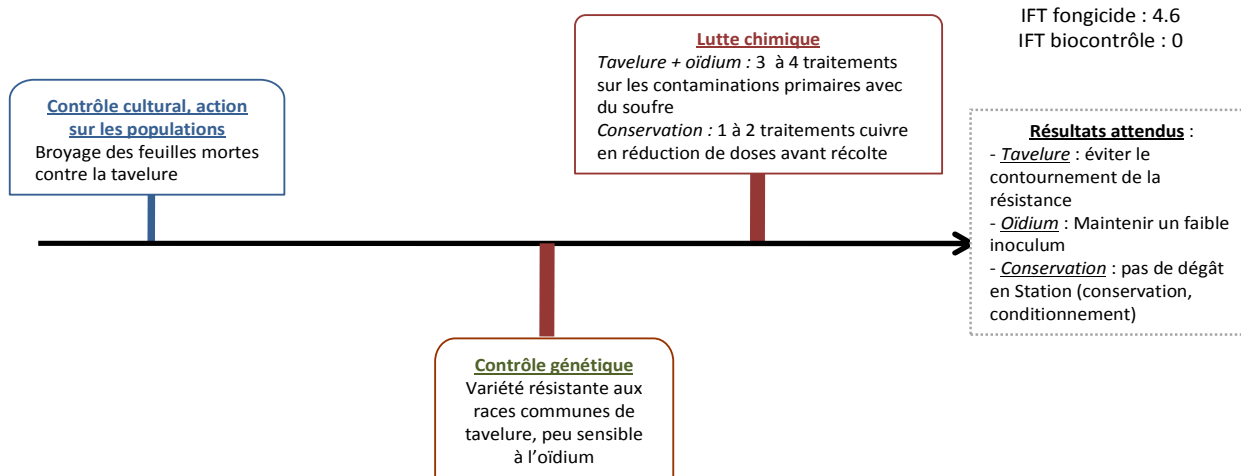 IFT fongicide : 4.6
IFT biocontrôle : 0
Lutte chimique
Tavelure + oïdium : 3 à 4 traitements
sur les contaminations primaires avec
du soufre
Conservation : 1 à 2 traitements cuivre
en réduction de doses avant récolte
Contrôle cultural, action
sur les populations
Broyage des feuilles mortes
contre la tavelure
Résultats attendus :
- Tavelure : éviter le
contournement de la
résistance
- Oïdium : Maintenir un faible
inoculum
- Conservation : pas de dégât
en Station (conservation,
conditionnement)
Contrôle génétique
Variété résistante aux
races communes de
tavelure, peu sensible
à l'oïdium